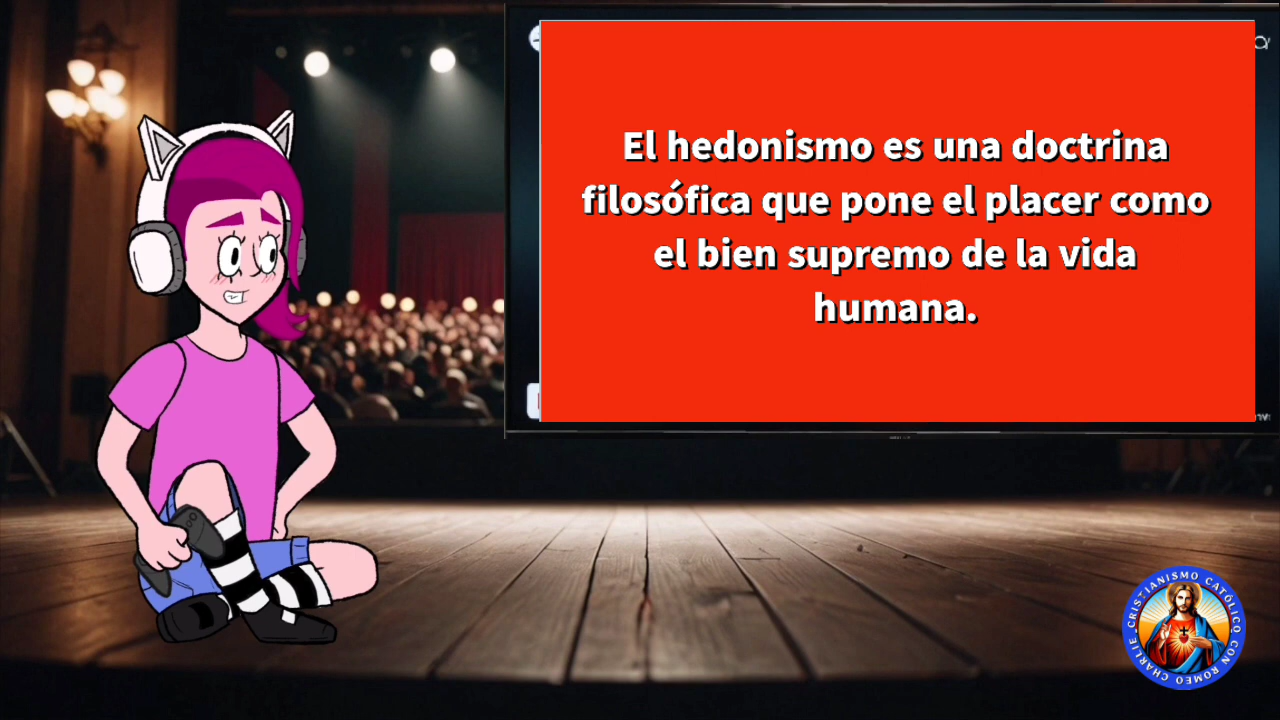 El hedonismo es una doctrina
filosófica que pone el placer como
el bien supremo de la vida
humana.
CRISTIANISMO CATÓLICO CON ROMEO CHARLIE